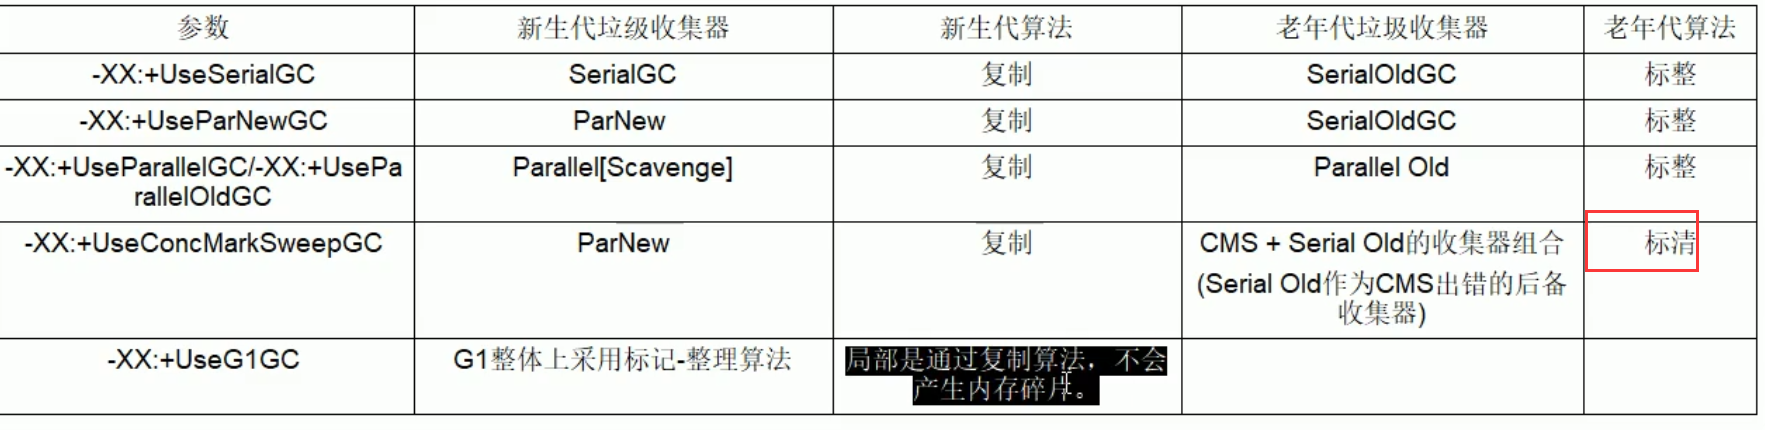 参数 新生代垃级收集器 新生代算法 老年代垃圾收集器 老年代算法
-XX:+UseSerialGC SerialGC 复制 SerialOldGC 标整
-XX:+UseParNewGC ParNew 复制 SerialOldGC 标整
-XX:+UseParallelGC/-XX:+UsePa Parallel[Scavenge] 复制 Parallel Old 标整
rallelOldGC
-XX:+UseConcMarkSweepGC ParNew 复制 CMS + Serial Old的收集器组合 标清
(Serial Old作为CMS出错的后备
收集器)
-XX:+UseG1GC G1整体上采用标记-整理算法 局部是通过复制算法，不会
产生内存碎片。